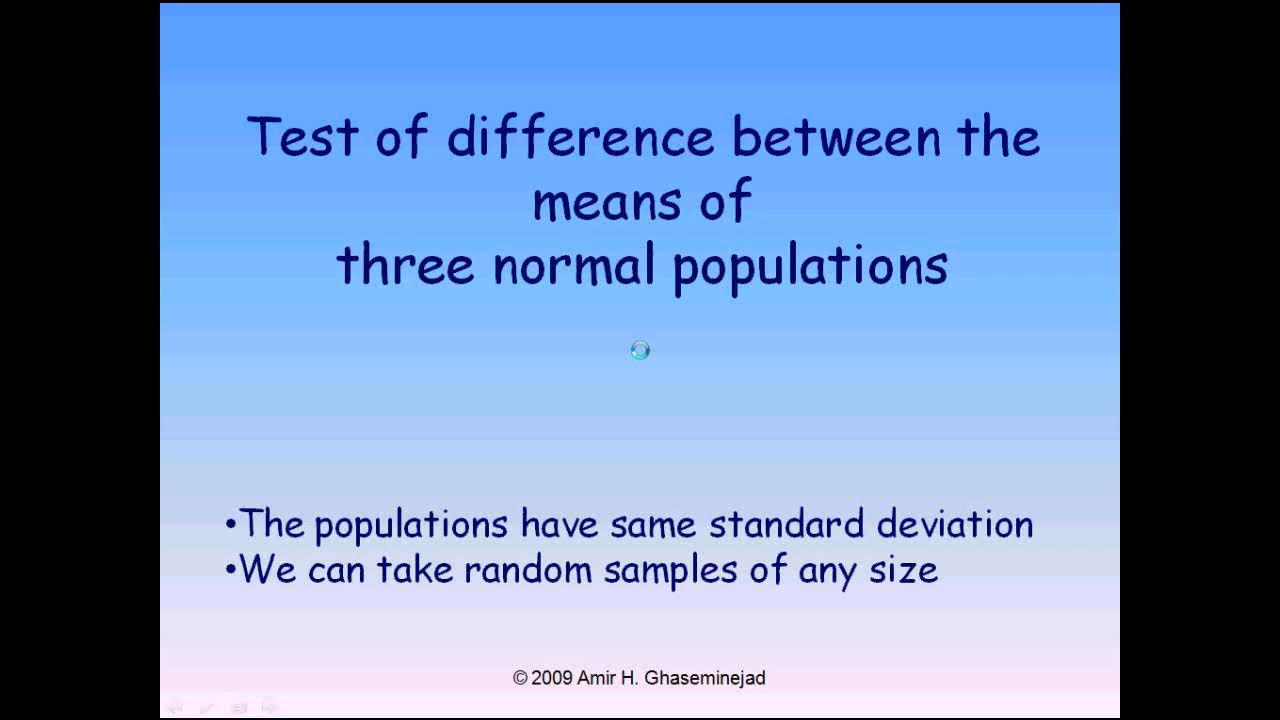 Test of difference between the
means of
three normal populations
•The populations have same standard deviation
•We can take random samples of any size
© 2009 Amir H. Ghaseminejad